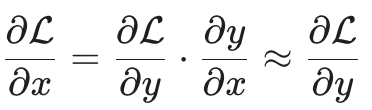 ∂ℒ/∂x = ∂ℒ/∂y · ∂y/∂x ≈ ∂ℒ/∂y